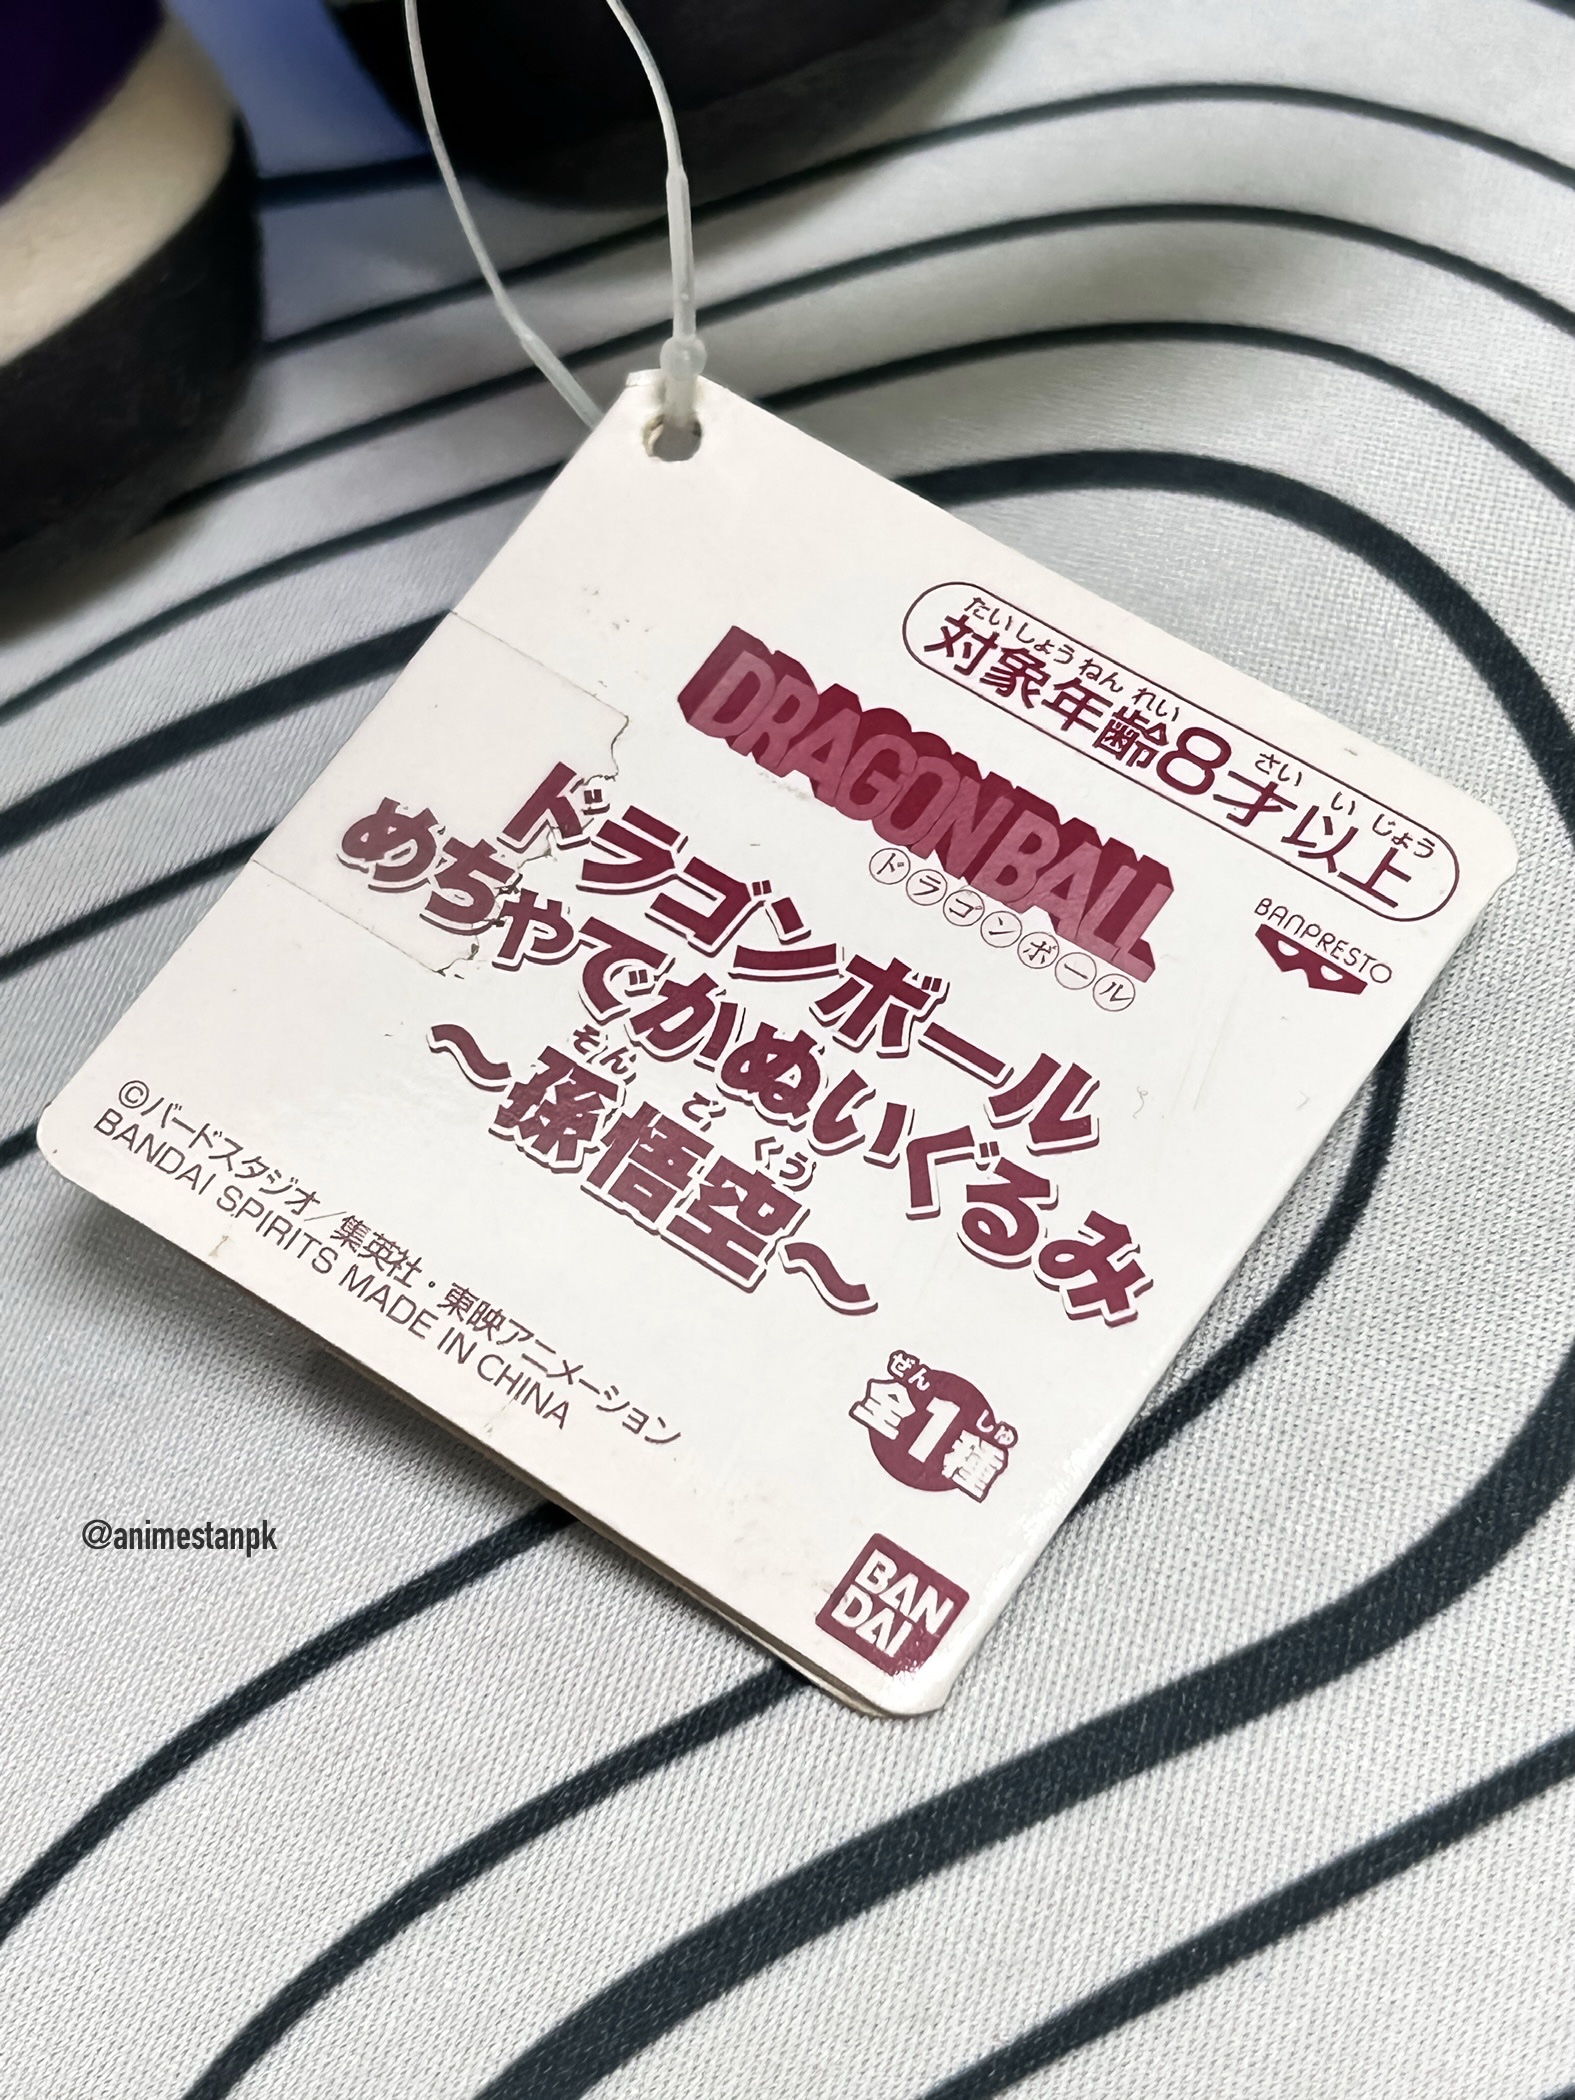 たいしょうねんれい さい いじょう
対象年齢8才以上
DRAGONBALL
ドラゴンボール
BANPRESTO
ドラゴンボール
めちゃでかぬいぐるみ
そん ご くう
～孫悟空～
ぜん しゅ
全1種
©バードスタジオ／集英社・東映アニメーション
BANDAI SPIRITS MADE IN CHINA
BAN
DAI
@animestanpk